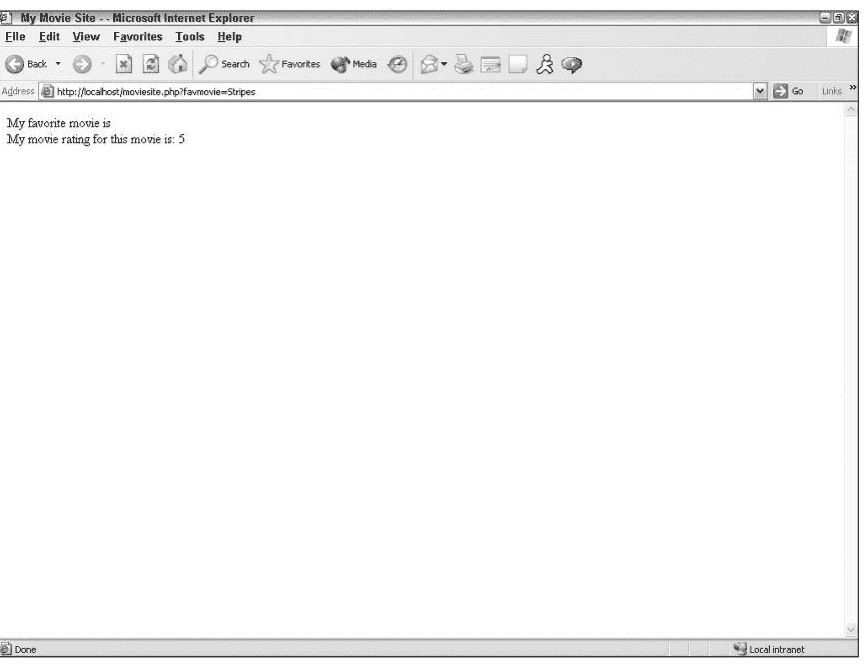 My Movie Site - - Microsoft Internet Explorer
File Edit View Favorites Tools Help
Back Search Favorites Media
Address http://localhost/moviesite.php?favmovie=Stripes Go Links »
My favorite movie is
My movie rating for this movie is: 5
Done Local intranet